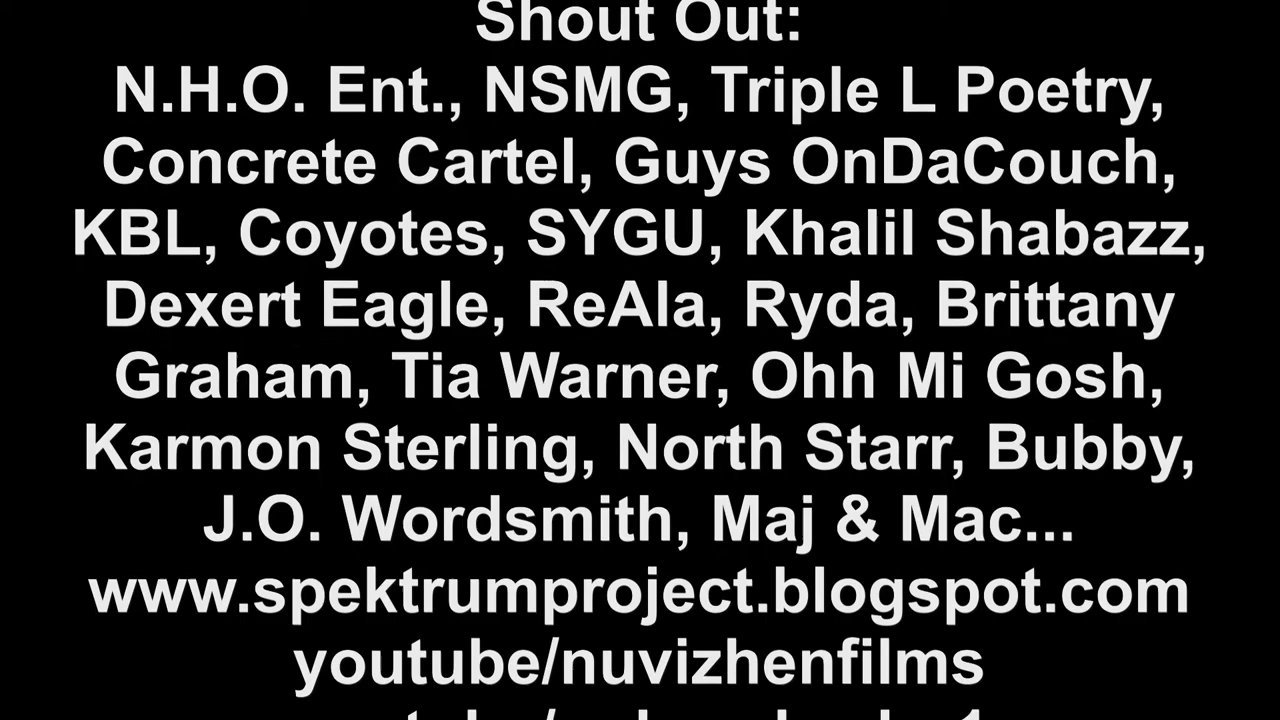 Shout Out:
N.H.O. Ent., NSMG, Triple L Poetry,
Concrete Cartel, Guys OnDaCouch,
KBL, Coyotes, SYGU, Khalil Shabazz,
Dexert Eagle, ReAla, Ryda, Brittany
Graham, Tia Warner, Ohh Mi Gosh,
Karmon Sterling, North Starr, Bubby,
J.O. Wordsmith, Maj & Mac...
www.spektrumproject.blogspot.com
youtube/nuvizhenfilms